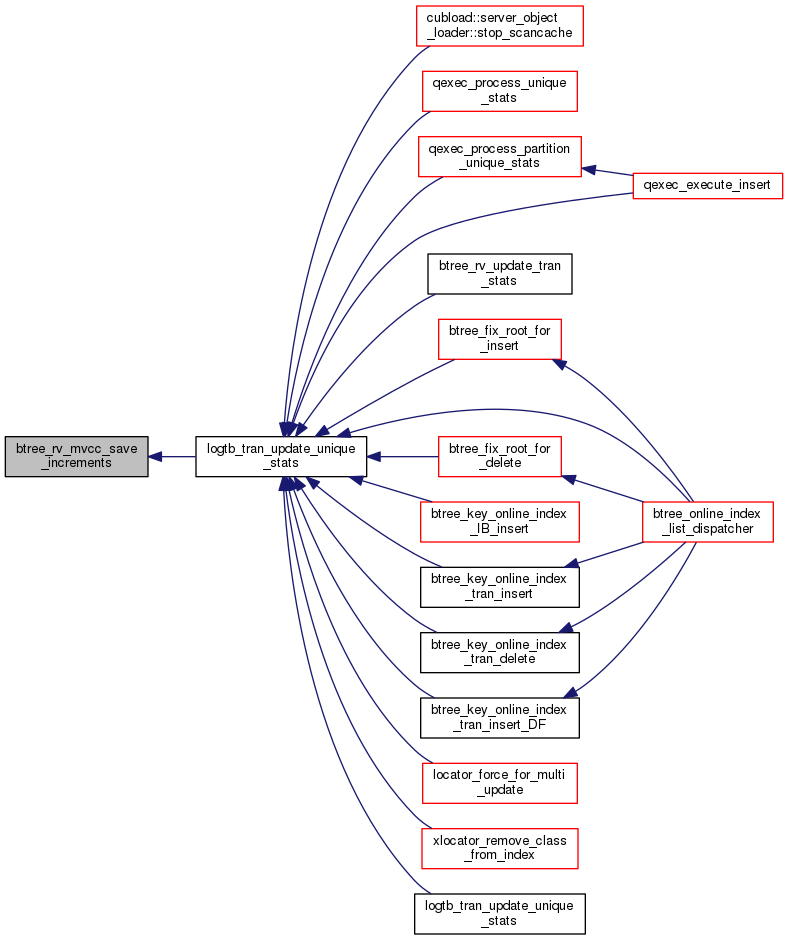 cubload::server_object
_loader::stop_scancache
qexec_process_unique
_stats
qexec_process_partition
_unique_stats
qexec_execute_insert
btree_rv_update_tran
_stats
btree_fix_root_for
_insert
btree_rv_mvcc_save
_increments
logtb_tran_update_unique
_stats
btree_fix_root_for
_delete
btree_key_online_index
_IB_insert
btree_online_index
_list_dispatcher
btree_key_online_index
_tran_insert
btree_key_online_index
_tran_delete
btree_key_online_index
_tran_insert_DF
locator_force_for_multi
_update
xlocator_remove_class
_from_index
logtb_tran_update_unique
_stats